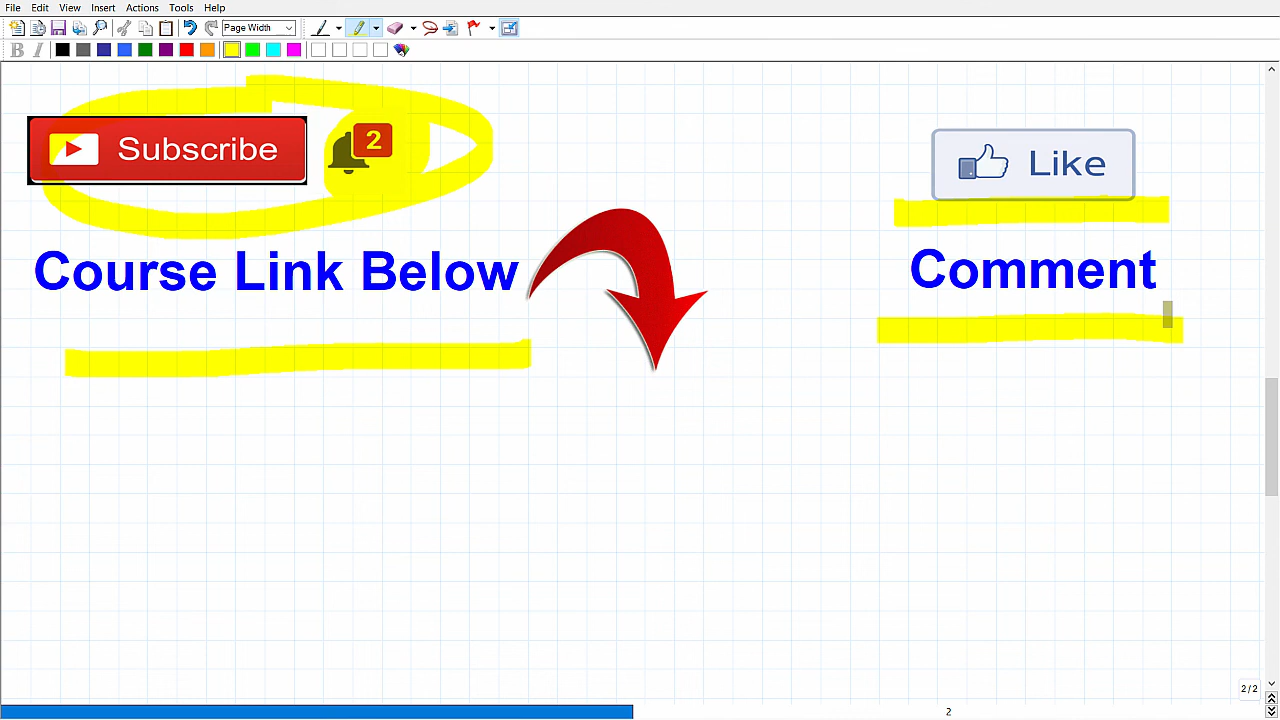 File Edit View Insert Actions Tools Help
Page Width
B I
Subscribe 2
Like
Course Link Below
Comment
2/2
2